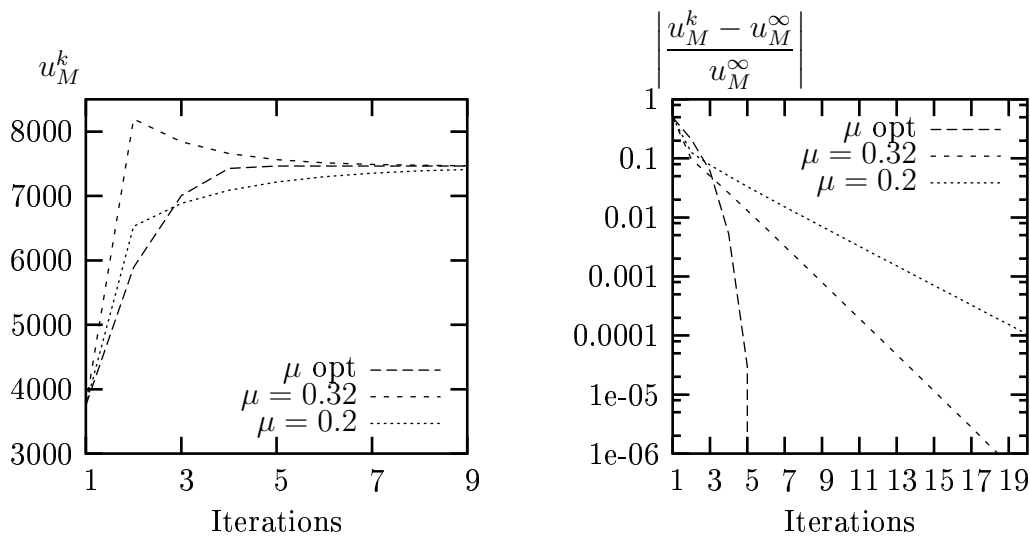 u_M^k
8000
7000
6000
5000
4000
3000
μ opt
μ = 0.32
μ = 0.2
1 3 5 7 9
Iterations
|u_M^k − u_M^∞ / u_M^∞|
1
0.1
0.01
0.001
0.0001
1e-05
1e-06
μ opt
μ = 0.32
μ = 0.2
1 3 5 7 9 11 13 15 17 19
Iterations